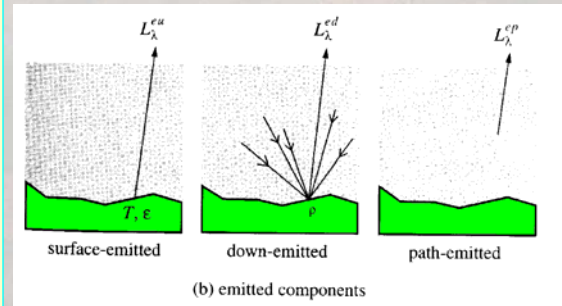 L_λ^eu L_λ^ed L_λ^ep
T, ε ρ
surface-emitted down-emitted path-emitted
(b) emitted components